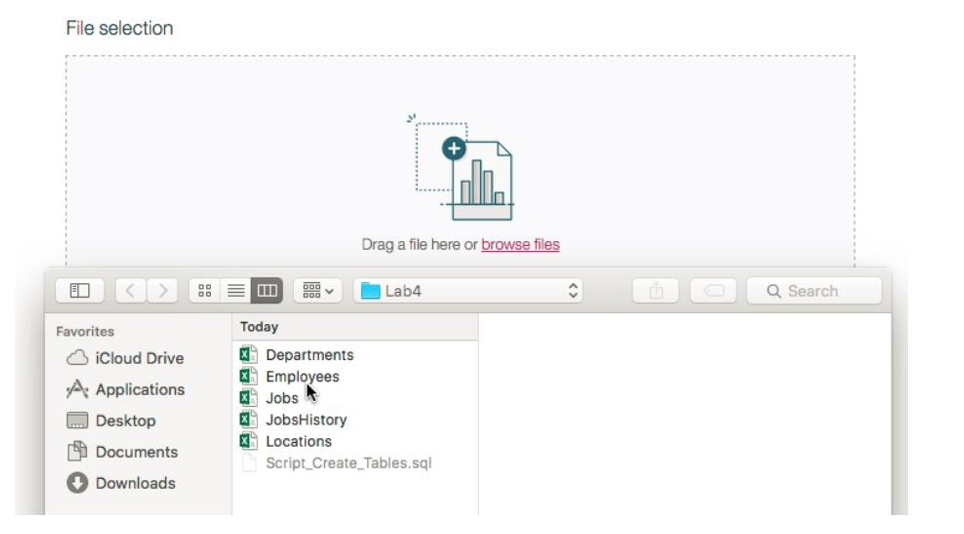 File selection
Drag a file here or browse files
Lab4
Search
Favorites
iCloud Drive
Applications
Desktop
Documents
Downloads
Today
Departments
Employees
Jobs
JobsHistory
Locations
Script_Create_Tables.sql